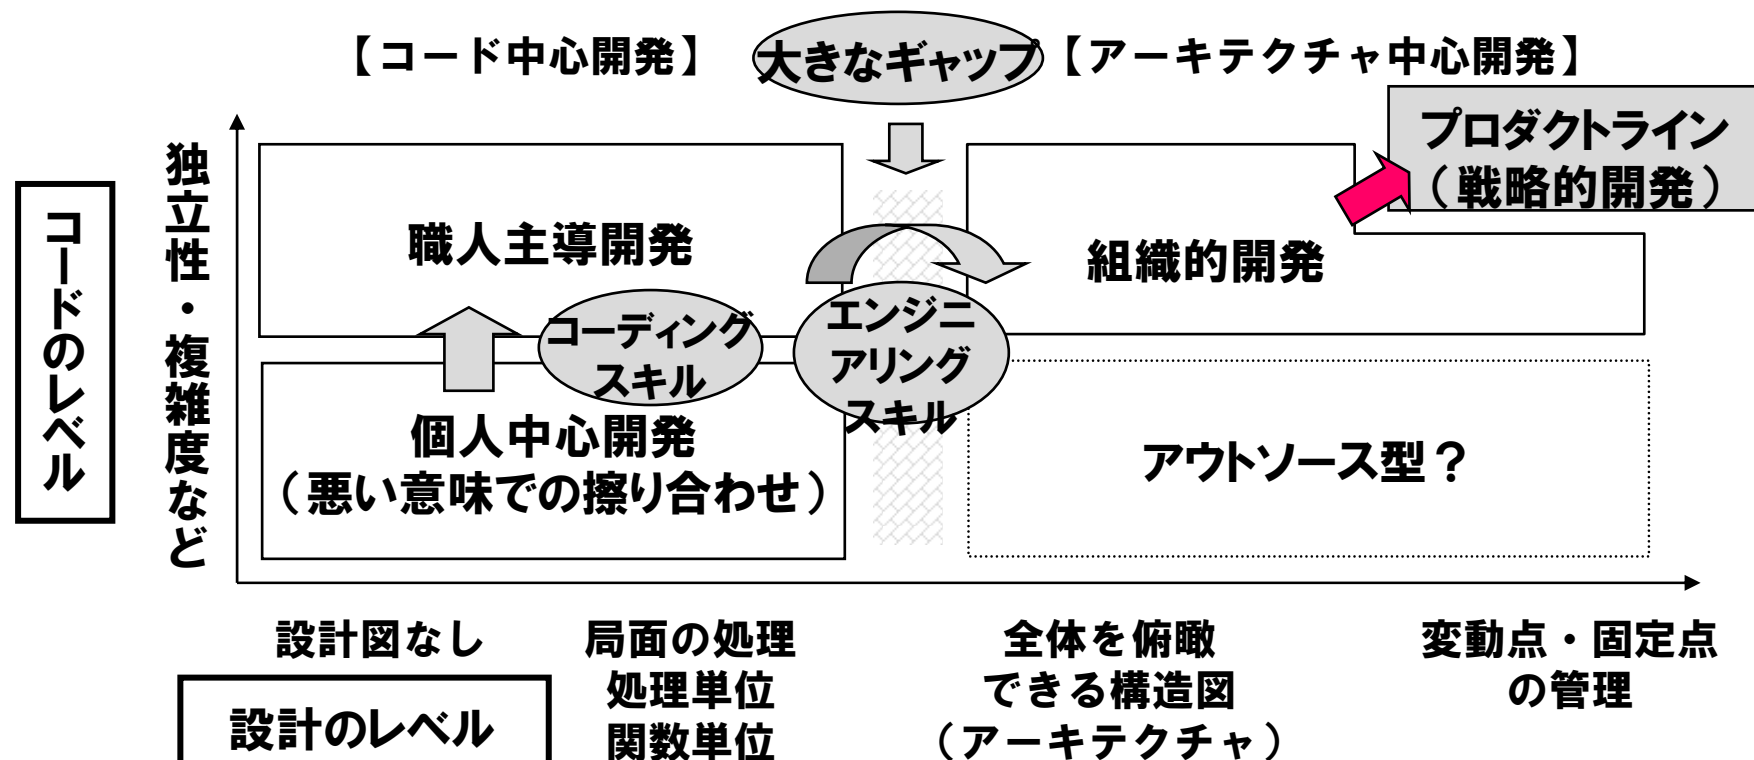 【コード中心開発】
大きなギャップ
【アーキテクチャ中心開発】
プロダクトライン
（戦略的開発）
コードのレベル
独立性・複雑度など
職人主導開発
組織的開発
コーディング
スキル
エンジニ
アリング
スキル
個人中心開発
（悪い意味での擦り合わせ）
アウトソース型？
設計図なし
局面の処理
処理単位
関数単位
全体を俯瞰
できる構造図
（アーキテクチャ）
変動点・固定点
の管理
設計のレベル